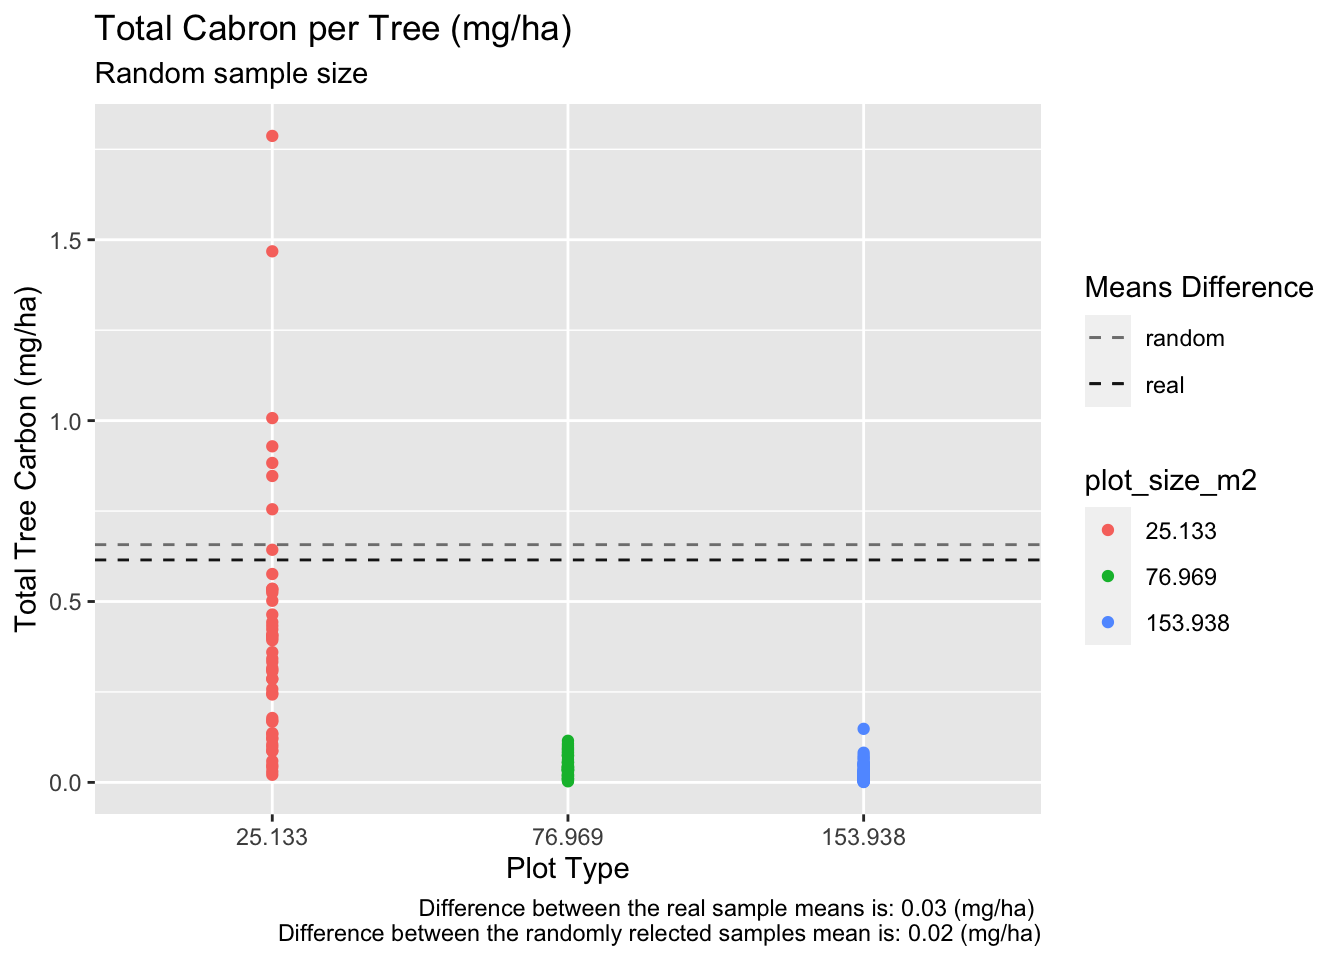 Total Cabron per Tree (mg/ha)
Random sample size
Total Tree Carbon (mg/ha)
1.5
1.0
0.5
0.0
25.133
76.969
153.938
Plot Type
Means Difference
random
real
plot_size_m2
25.133
76.969
153.938
Difference between the real sample means is: 0.03 (mg/ha)
Difference between the randomly relected samples mean is: 0.02 (mg/ha)